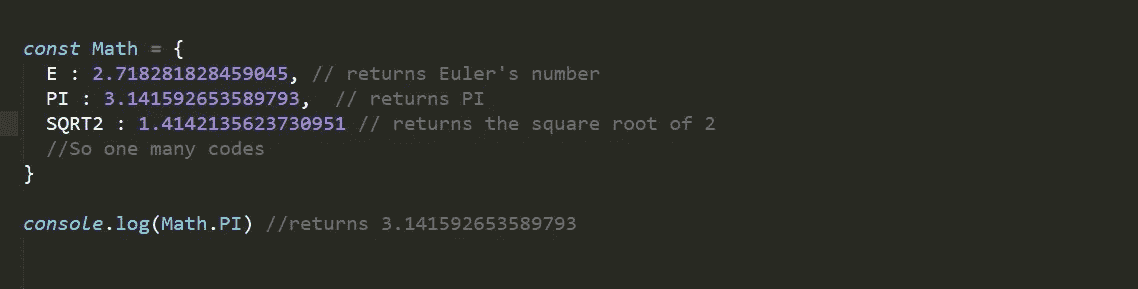 const Math = {
E : 2.718281828459045, // returns Euler's number
PI : 3.141592653589793, // returns PI
SQRT2 : 1.4142135623730951 // returns the square root of 2
//So one many codes
}
console.log(Math.PI) //returns 3.141592653589793